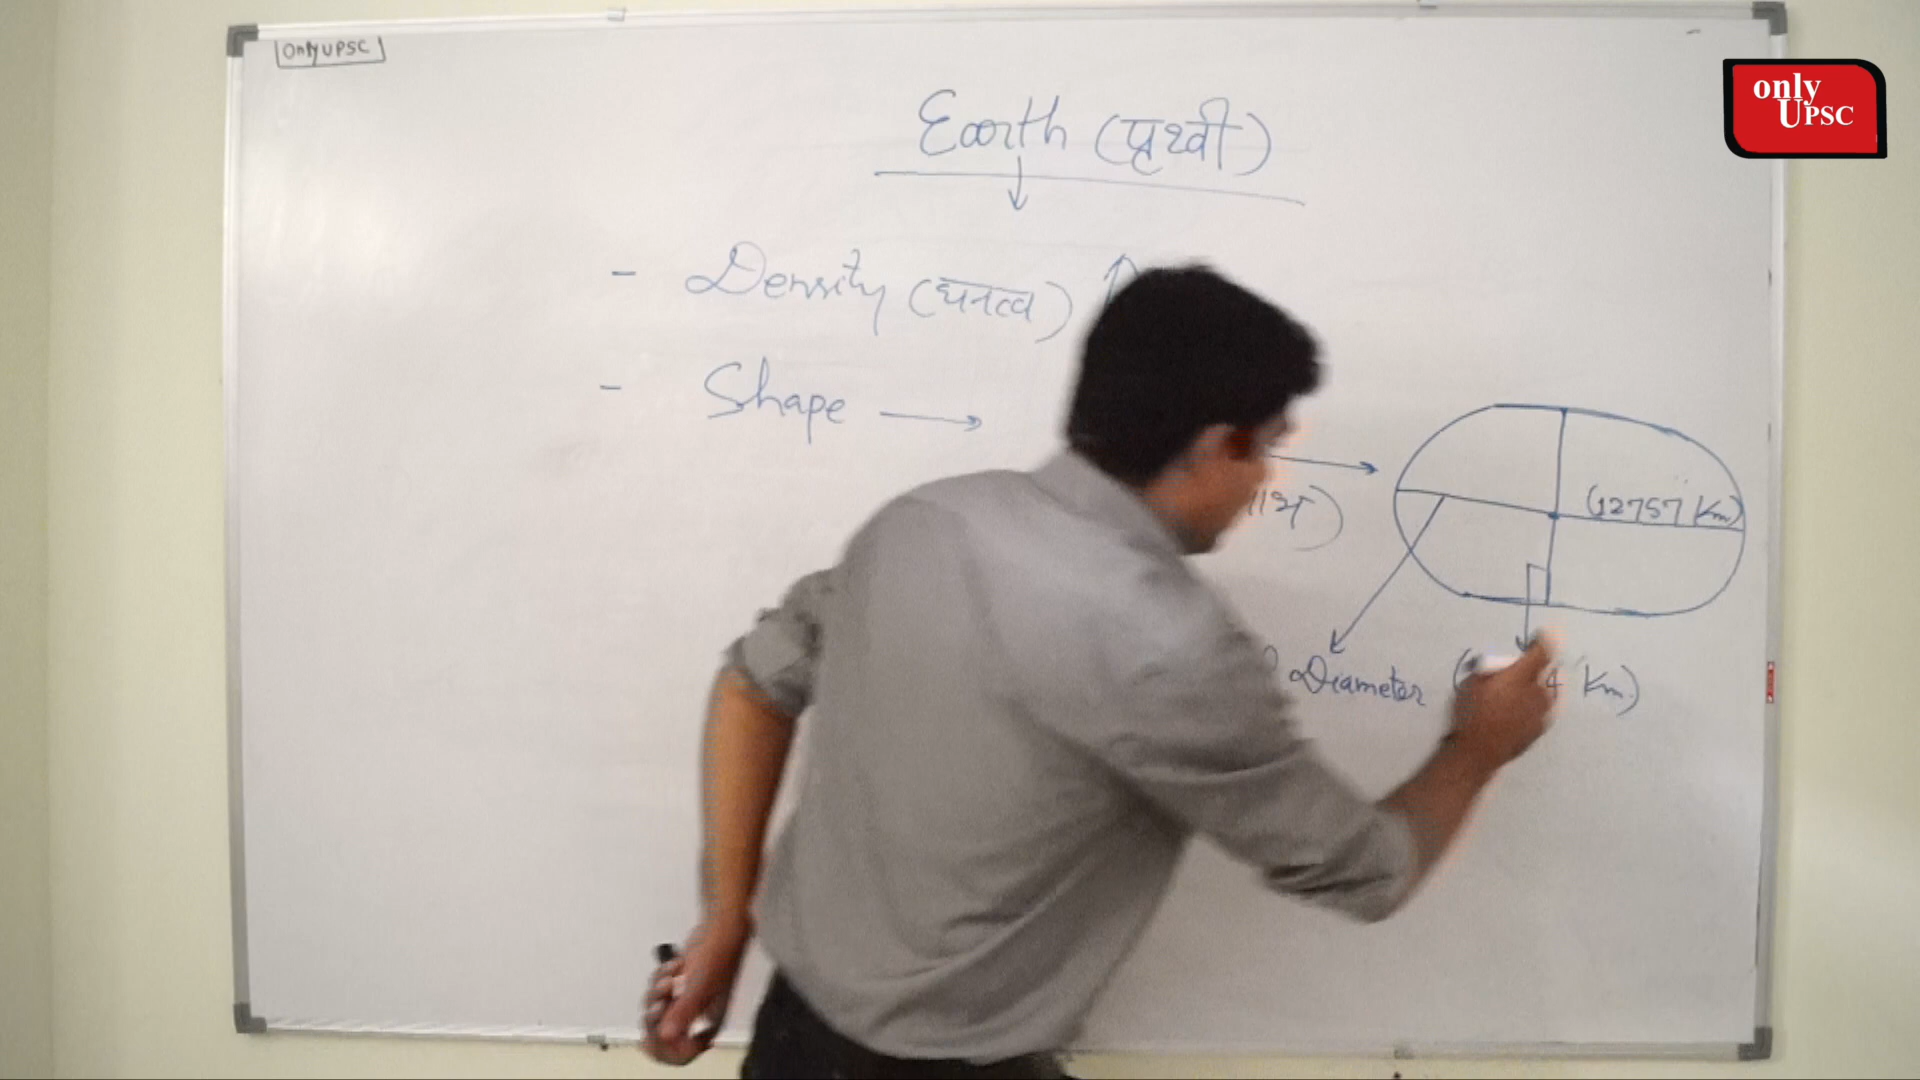 OnlyUPSC
only
UPSC
Earth (पृथ्वी)
- Density (घनत्व)
- Shape
(12757 Km)
Diameter Km)